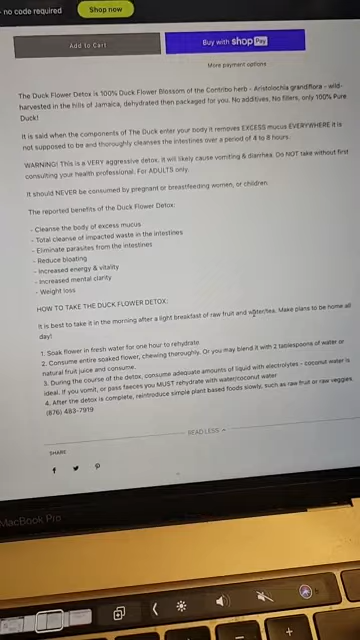 - no code required
Shop now
Add to Cart
Buy with shop Pay
More payment options
The Duck Flower Detox is 100% Duck Flower Blossom of the Contribo herb - Aristolochia grandiflora - wild-
harvested in the hills of Jamaica, dehydrated then packaged for you. No additives. No fillers, only 100% Pure
Duck!
It is said when the components of The Duck enter your body it removes EXCESS mucus EVERYWHERE it is
not supposed to be and thoroughly cleanses the intestines over a period of 4 to 8 hours.
WARNING! This is a VERY aggressive detox. It will likely cause vomiting & diarrhea. Do NOT take without first
consulting your health professional. For ADULTS only.
It should NEVER be consumed by pregnant or breastfeeding women, or children.
The reported benefits of the Duck Flower Detox:
- Cleanse the body of excess mucus
- Total cleanse of impacted waste in the intestines
- Eliminate parasites from the intestines
- Reduce bloating
- Increased energy & vitality
- Increased mental clarity
- Weight loss
HOW TO TAKE THE DUCK FLOWER DETOX:
It is best to take it in the morning after a light breakfast of raw fruit and water/tea. Make plans to be home all
day!
1. Soak flower in fresh water for one hour to rehydrate
2. Consume entire soaked flower, chewing thoroughly. Or you may blend it with 2 tablespoons of water or
natural fruit juice and consume.
3. During the course of the detox, consume adequate amounts of liquid with electrolytes - coconut water is
ideal. If you vomit, or pass faeces you MUST rehydrate with water/coconut water
4. After the detox is complete, reintroduce simple plant based foods slowly, such as raw fruit or raw veggies.
(876) 483-7919
READ LESS
SHARE
MacBook Pro